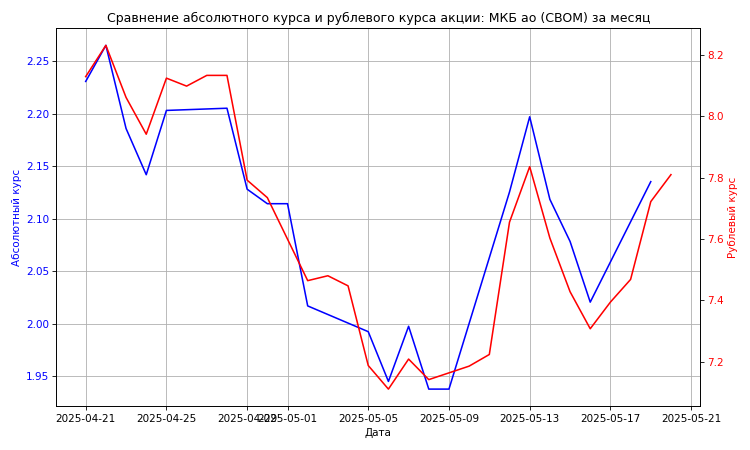 Сравнение абсолютного курса и рублевого курса акции: МКБ ао (CBOM) за месяц
Абсолютный курс
2.25
2.20
2.15
2.10
2.05
2.00
1.95
8.2
8.0
7.8
7.6
7.4
7.2
Рублевый курс
2025-04-21 2025-04-25 2025-04-29 2025-05-01 2025-05-05 2025-05-09 2025-05-13 2025-05-17 2025-05-21
Дата